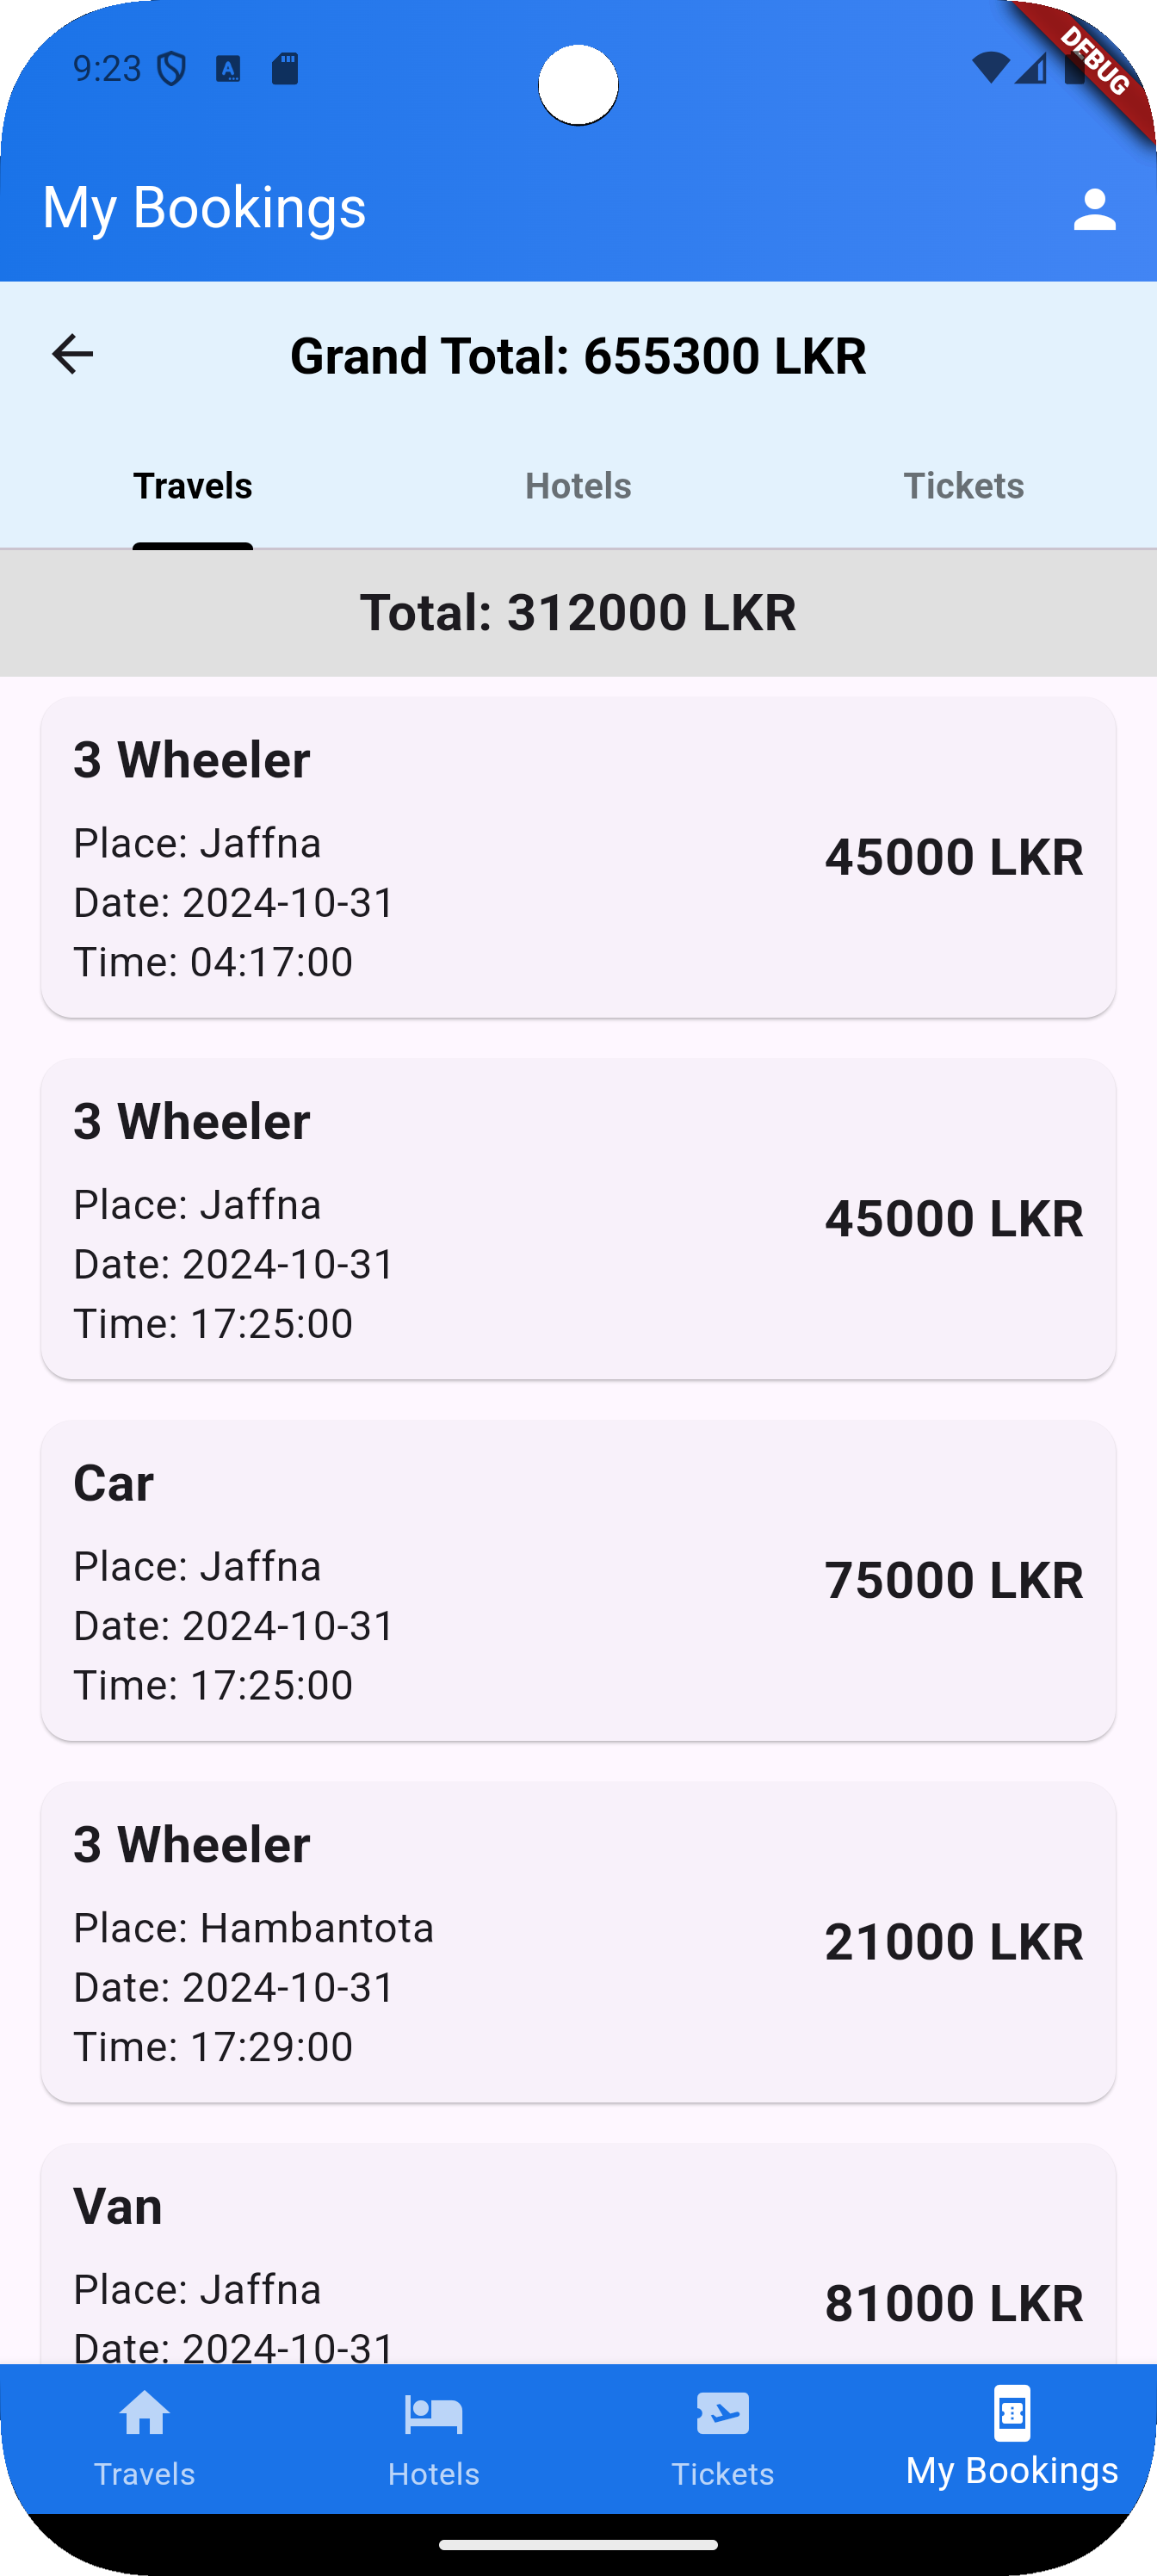 9:23
DEBUG
My Bookings
Grand Total: 655300 LKR
Travels Hotels Tickets
Total: 312000 LKR
3 Wheeler
Place: Jaffna
45000 LKR
Date: 2024-10-31
Time: 04:17:00
3 Wheeler
Place: Jaffna
45000 LKR
Date: 2024-10-31
Time: 17:25:00
Car
Place: Jaffna
75000 LKR
Date: 2024-10-31
Time: 17:25:00
3 Wheeler
Place: Hambantota
21000 LKR
Date: 2024-10-31
Time: 17:29:00
Van
Place: Jaffna
81000 LKR
Date: 2024-10-31
Travels Hotels Tickets My Bookings